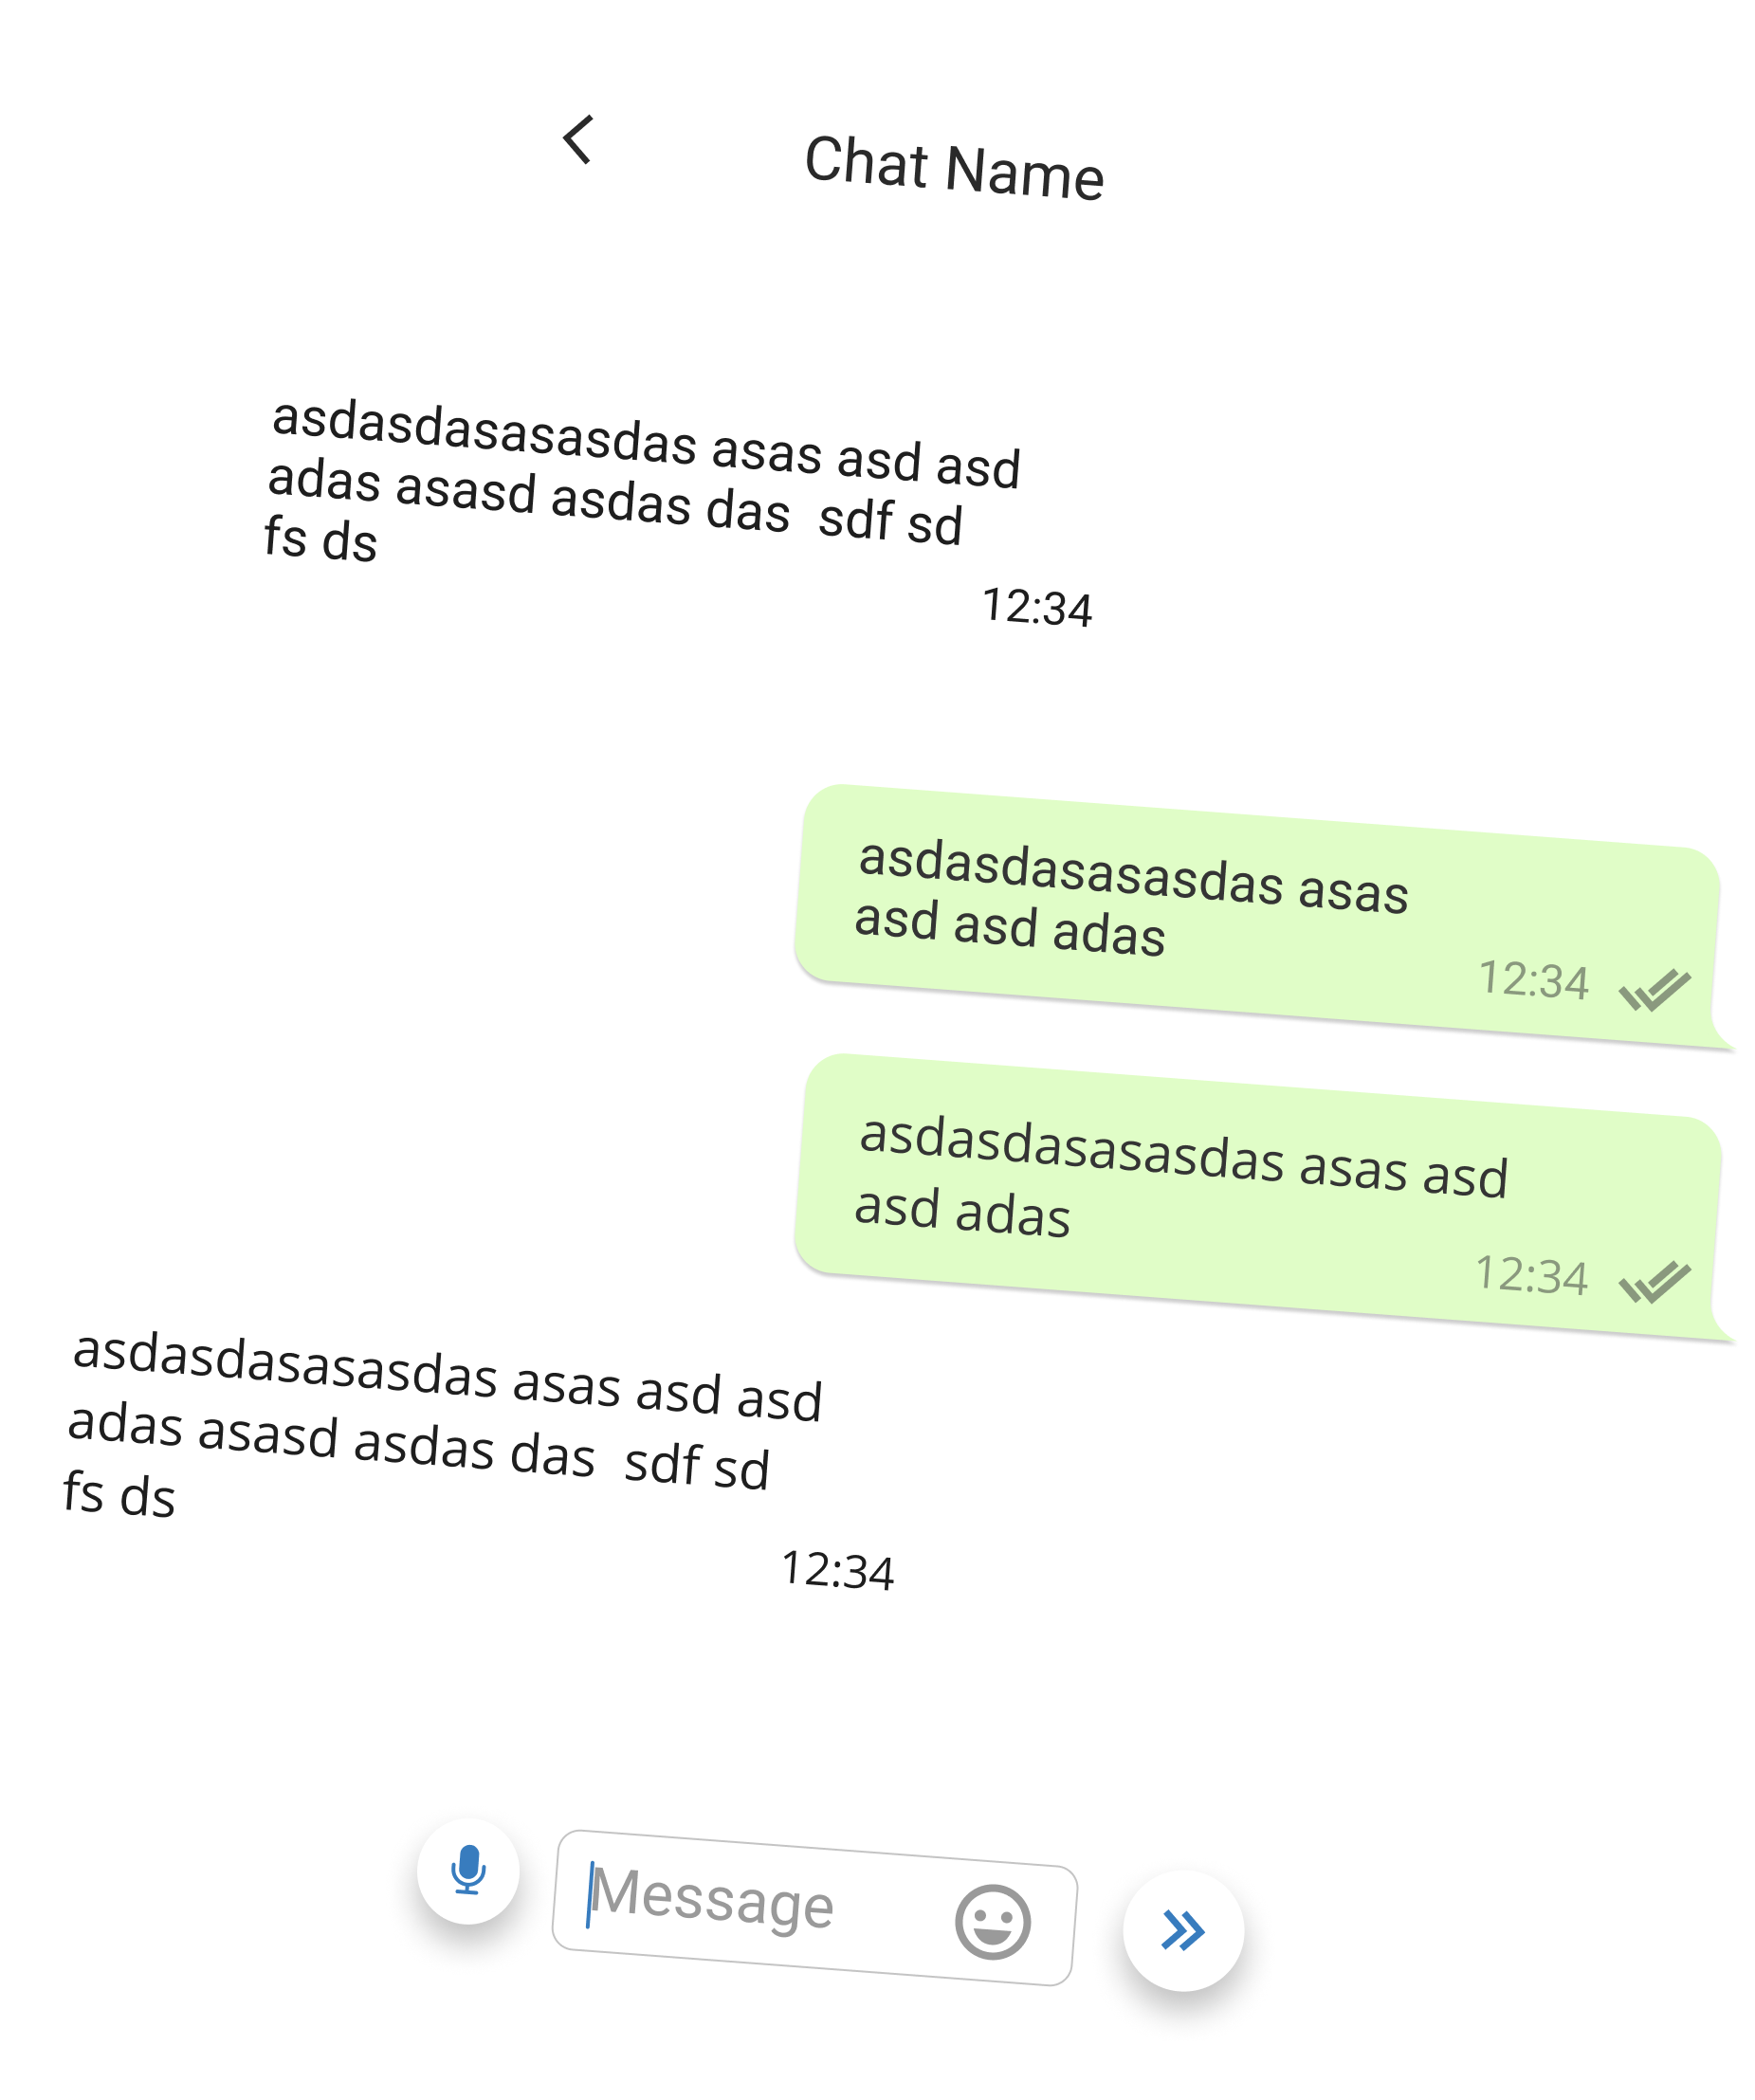 Chat Name
asdasdasasasdas asas asd asd
adas asasd asdas das  sdf sd
fs ds
12:34
asdasdasasasdas asas
asd asd adas
12:34
asdasdasasasdas asas asd
asd adas
12:34
asdasdasasasdas asas asd asd
adas asasd asdas das  sdf sd
fs ds
12:34
Message